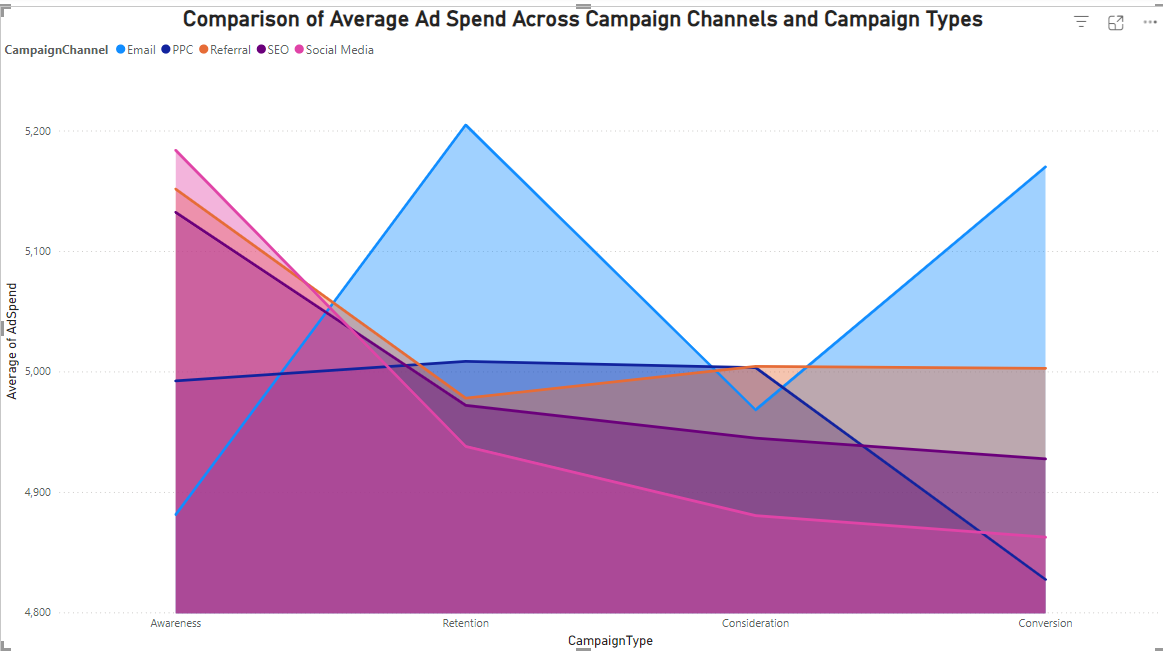 Comparison of Average Ad Spend Across Campaign Channels and Campaign Types
CampaignChannel Email PPC Referral SEO Social Media
5,200
5,100
5,000
4,900
4,800
Average of AdSpend
Awareness Retention Consideration Conversion
CampaignType